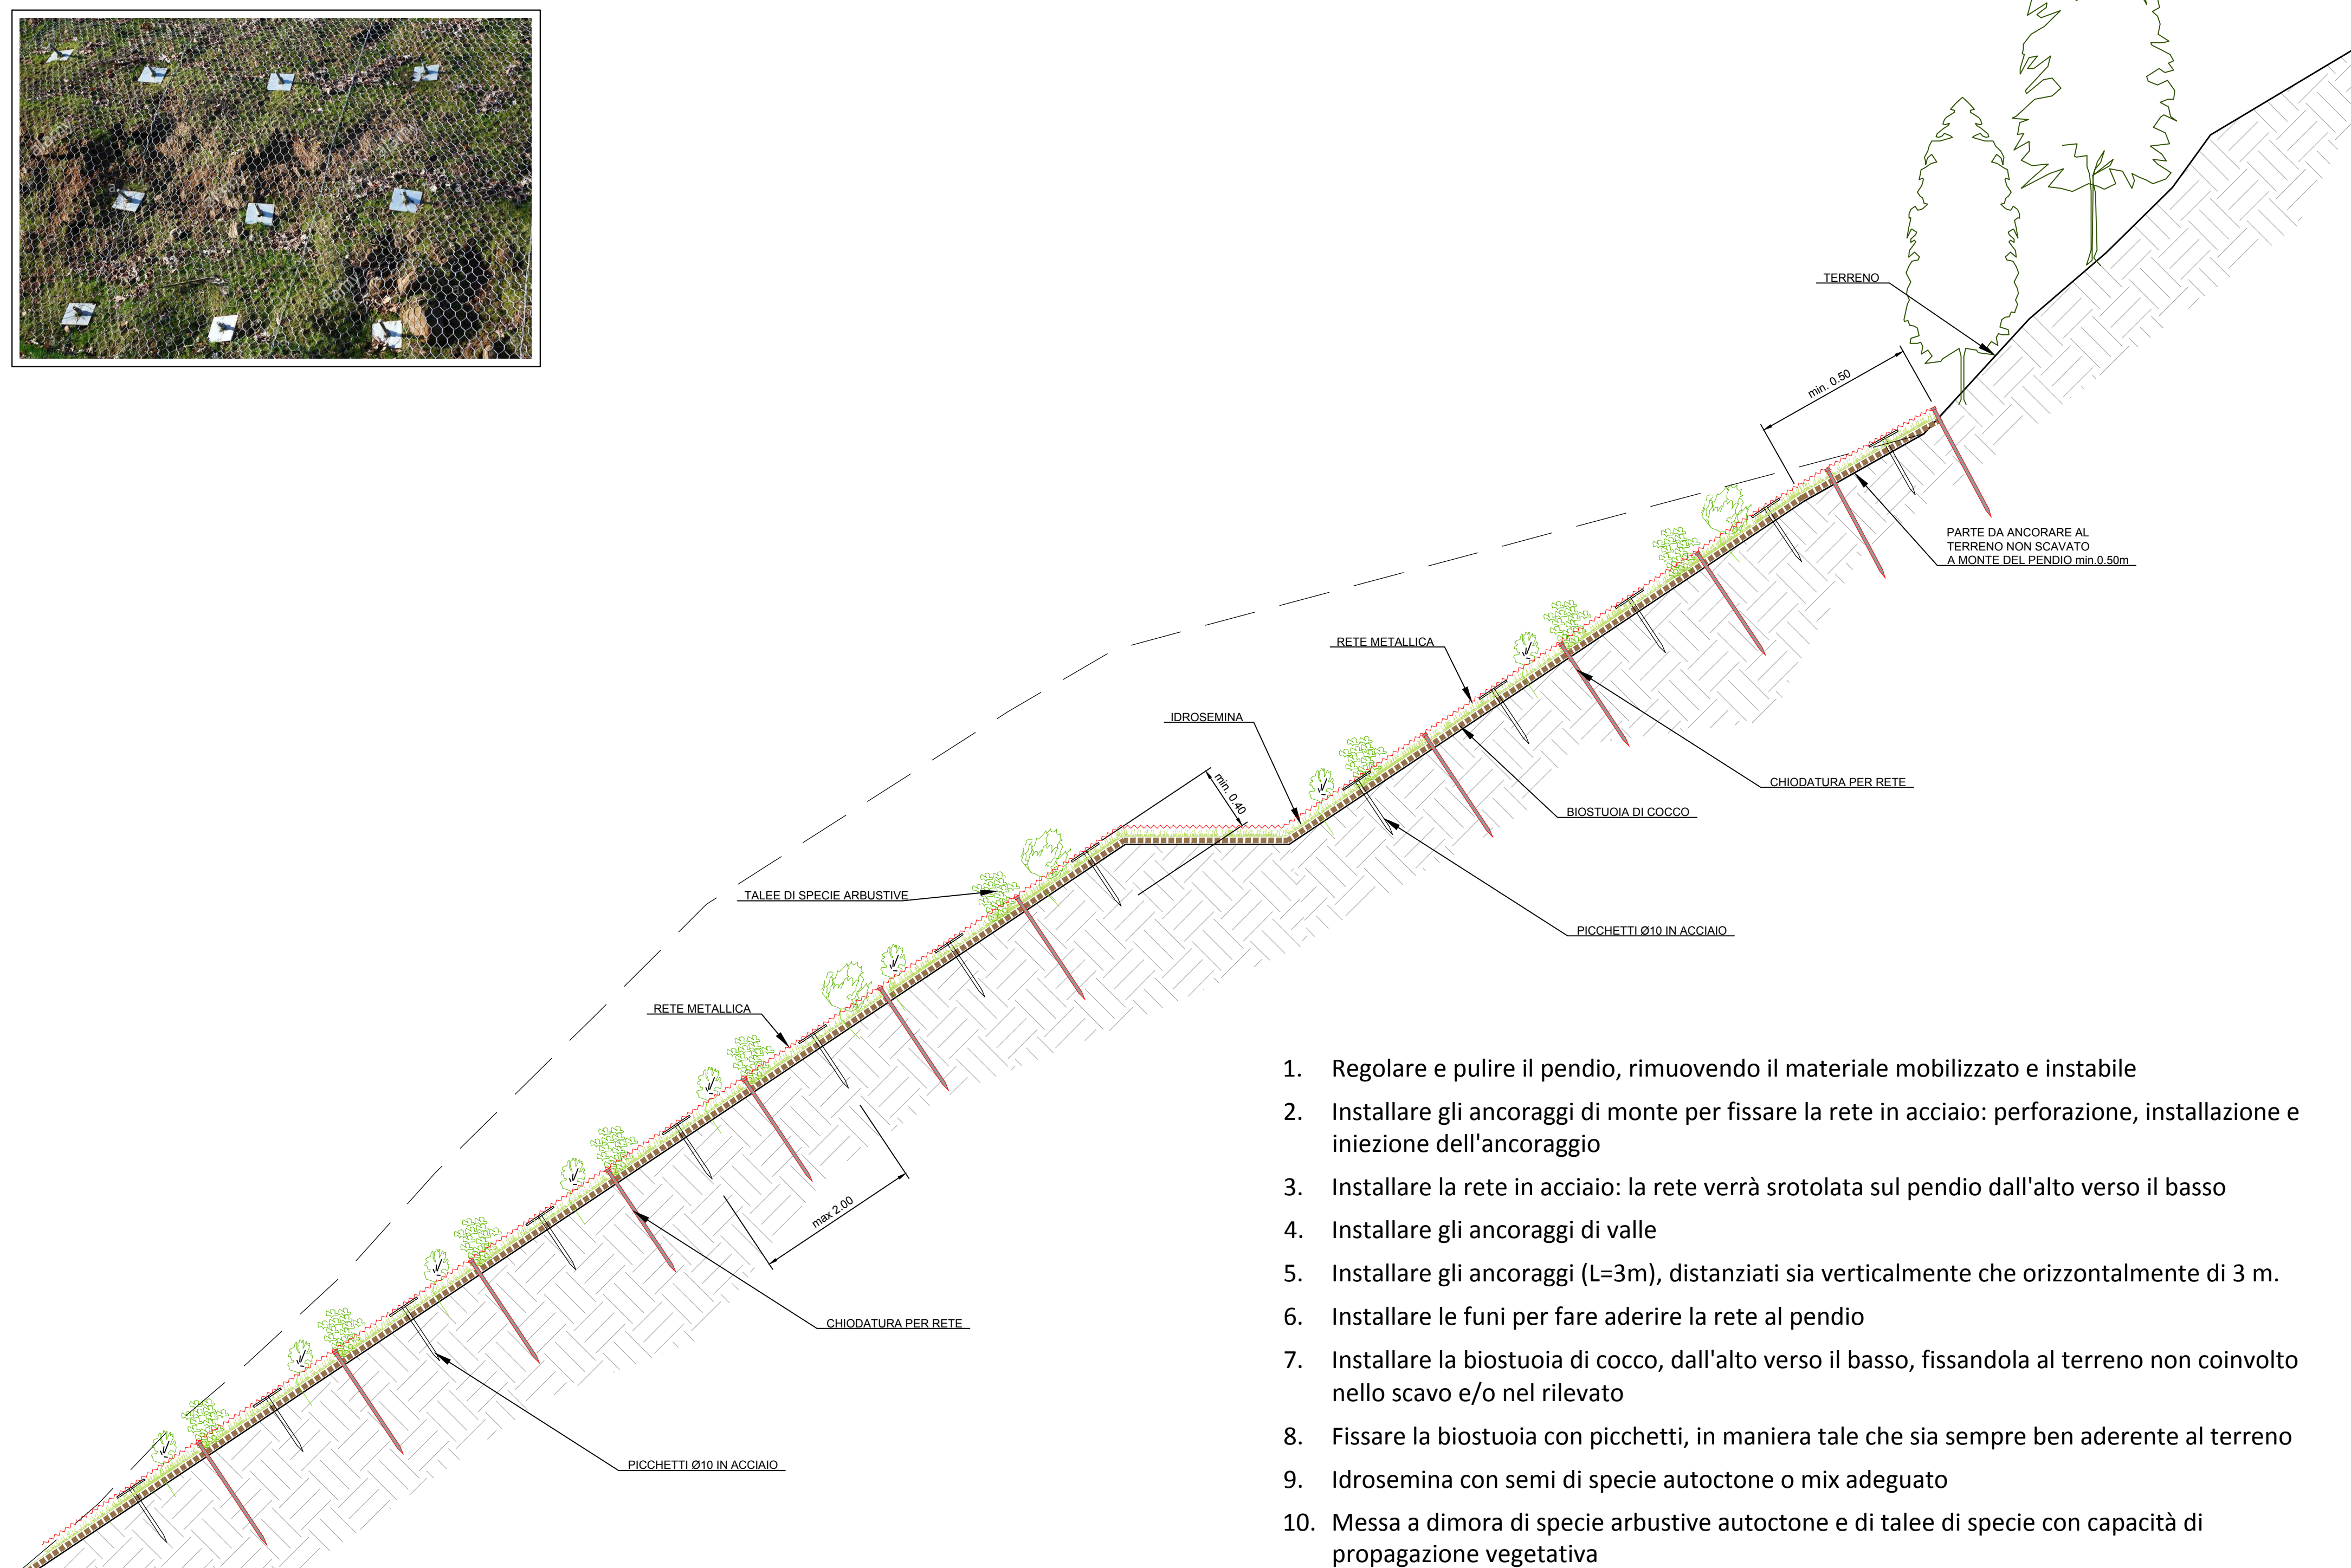 alamy
alamy
alamy
alamy
TERRENO
min. 0.50
PARTE DA ANCORARE AL
TERRENO NON SCAVATO
A MONTE DEL PENDIO min.0.50m
RETE METALLICA
IDROSEMINA
min. 0.40
CHIODATURA PER RETE
BIOSTUOIA DI COCCO
TALEE DI SPECIE ARBUSTIVE
PICCHETTI Ø10 IN ACCIAIO
RETE METALLICA
max 2.00
CHIODATURA PER RETE
PICCHETTI Ø10 IN ACCIAIO
1. Regolare e pulire il pendio, rimuovendo il materiale mobilizzato e instabile
2. Installare gli ancoraggi di monte per fissare la rete in acciaio: perforazione, installazione e
iniezione dell'ancoraggio
3. Installare la rete in acciaio: la rete verrà srotolata sul pendio dall'alto verso il basso
4. Installare gli ancoraggi di valle
5. Installare gli ancoraggi (L=3m), distanziati sia verticalmente che orizzontalmente di 3 m.
6. Installare le funi per fare aderire la rete al pendio
7. Installare la biostuoia di cocco, dall'alto verso il basso, fissandola al terreno non coinvolto
nello scavo e/o nel rilevato
8. Fissare la biostuoia con picchetti, in maniera tale che sia sempre ben aderente al terreno
9. Idrosemina con semi di specie autoctone o mix adeguato
10. Messa a dimora di specie arbustive autoctone e di talee di specie con capacità di
propagazione vegetativa